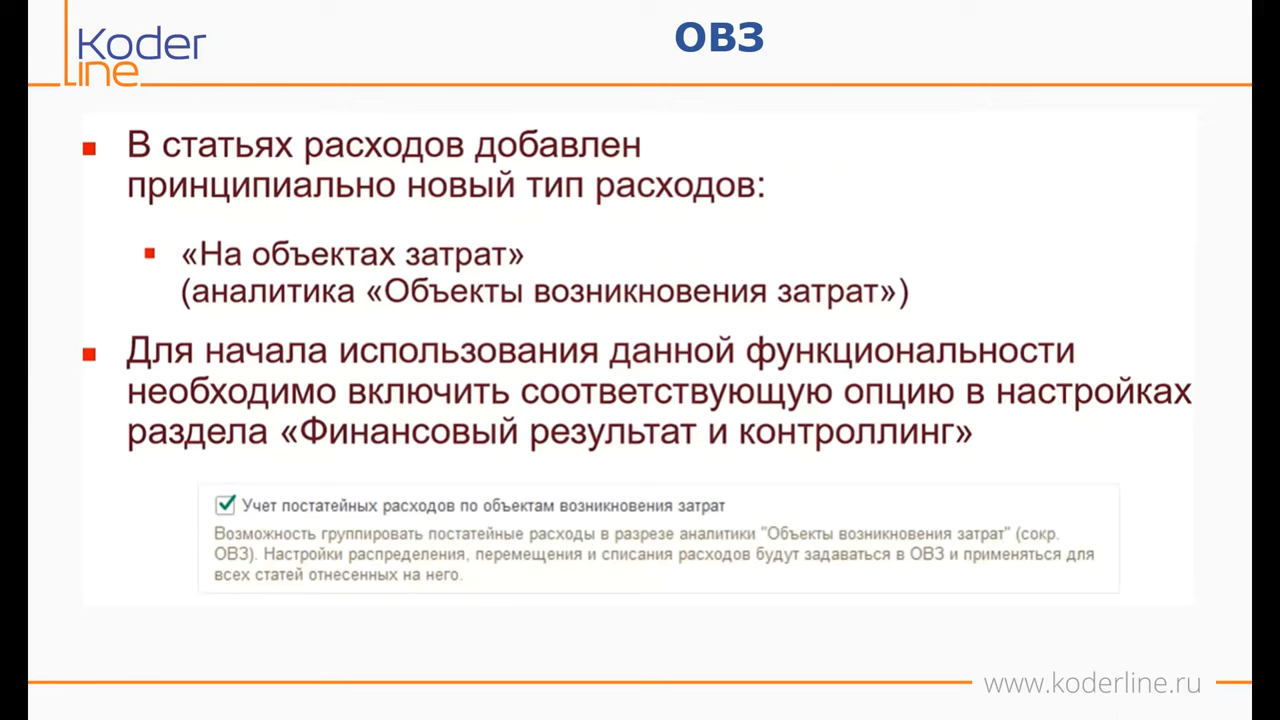 Koder
line
ОВЗ
В статьях расходов добавлен
принципиально новый тип расходов:
«На объектах затрат»
(аналитика «Объекты возникновения затрат»)
Для начала использования данной функциональности
необходимо включить соответствующую опцию в настройках
раздела «Финансовый результат и контроллинг»
Учет постатейных расходов по объектам возникновения затрат
Возможность группировать постатейные расходы в разрезе аналитики "Объекты возникновения затрат" (сокр.
ОВЗ). Настройки распределения, перемещения и списания расходов будут задаваться в ОВЗ и применяться для
всех статей отнесенных на него.
www.koderline.ru